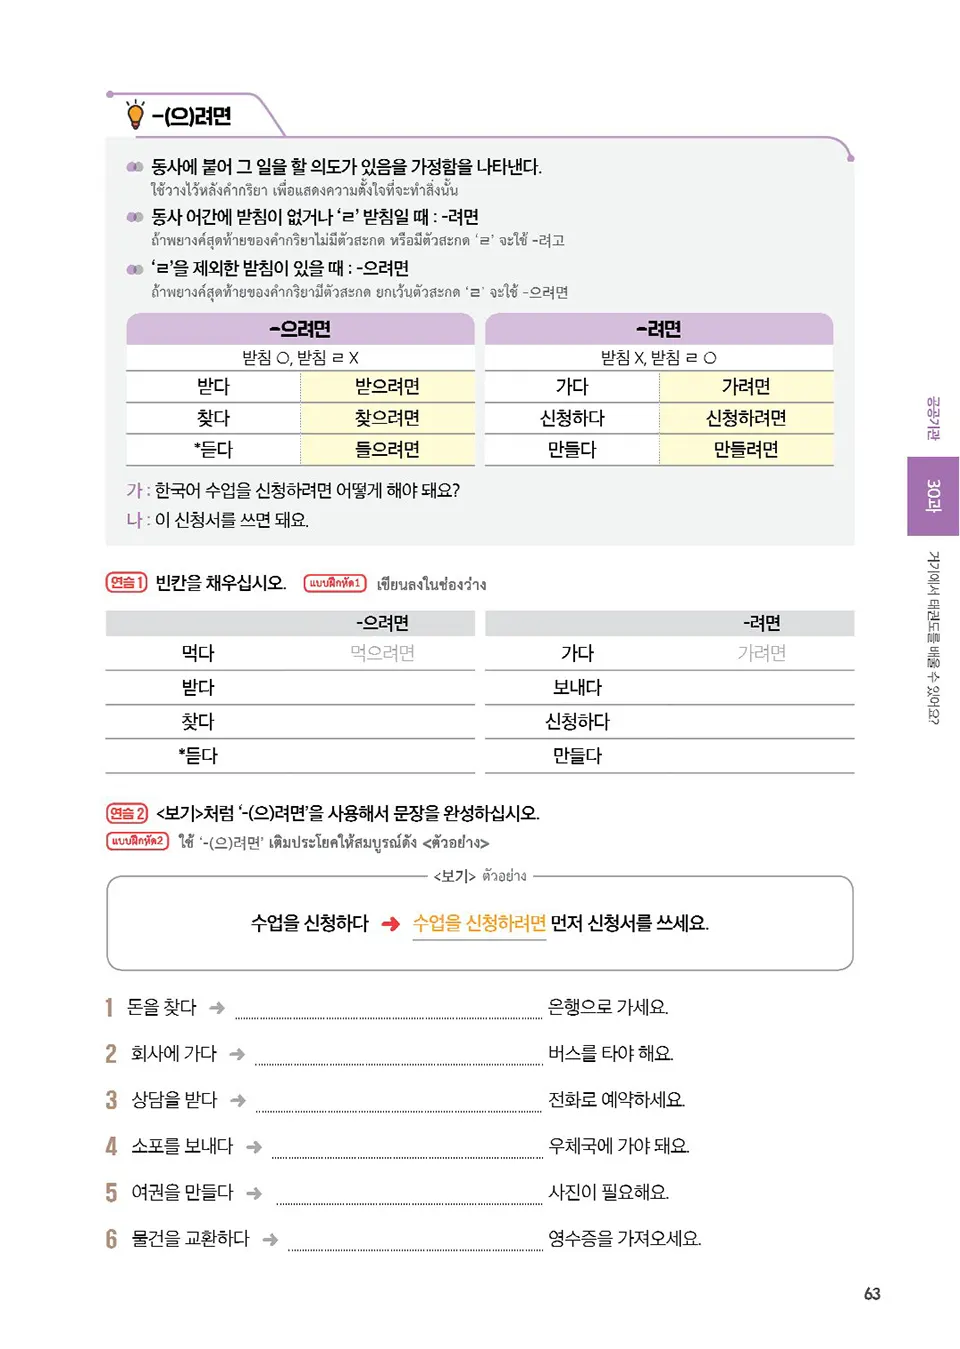 -(으)려면
동사에 붙어 그 일을 할 의도가 있음을 가정함을 나타낸다.
ใช้วางไว้หลังคำกริยา เพื่อแสดงความตั้งใจที่จะทำสิ่งนั้น
동사 어간에 받침이 없거나 ‘ㄹ’ 받침일 때 : -려면
ถ้าพยางค์สุดท้ายของคำกริยาไม่มีตัวสะกด หรือมีตัวสะกด ‘ㄹ’ จะใช้ -려고
‘ㄹ’을 제외한 받침이 있을 때 : -으려면
ถ้าพยางค์สุดท้ายของคำกริยามีตัวสะกด ยกเว้นตัวสะกด ‘ㄹ’ จะใช้ -으려면
-으려면 -려면
받침 O, 받침 ㄹ X 받침 X, 받침 ㄹ O
받다 받으려면 가다 가려면
찾다 찾으려면 신청하다 신청하려면
*듣다 들으려면 만들다 만들려면
가 : 한국어 수업을 신청하려면 어떻게 해야 돼요?
나 : 이 신청서를 쓰면 돼요.
연습 1 빈칸을 채우십시오. แบบฝึกหัด1 เขียนลงในช่องว่าง
-으려면 -려면
먹다 먹으려면 가다 가려면
받다 보내다
찾다 신청하다
*듣다 만들다
연습 2 <보기>처럼 ‘-(으)려면’을 사용해서 문장을 완성하십시오.
แบบฝึกหัด2 ใช้ ‘-(으)려면’ เติมประโยคให้สมบูรณ์ดัง <ตัวอย่าง>
<보기> ตัวอย่าง
수업을 신청하다 ➜ 수업을 신청하려면 먼저 신청서를 쓰세요.
1 돈을 찾다 ➜ 은행으로 가세요.
2 회사에 가다 ➜ 버스를 타야 해요.
3 상담을 받다 ➜ 전화로 예약하세요.
4 소포를 보내다 ➜ 우체국에 가야 돼요.
5 여권을 만들다 ➜ 사진이 필요해요.
6 물건을 교환하다 ➜ 영수증을 가져오세요.
공공기관
30과
거기에서 태권도를 배울 수 있어요?
63